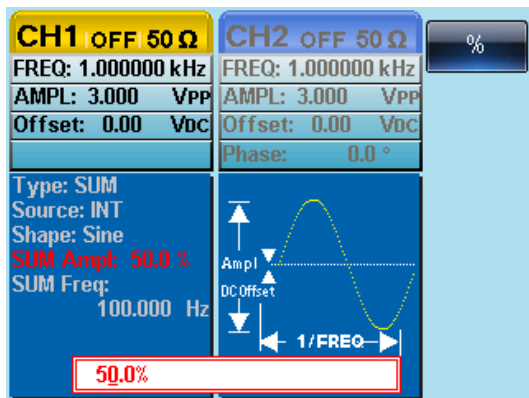 CH1 OFF 50 Ω
FREQ: 1.000000 kHz
AMPL: 3.000 VPP
Offset: 0.00 VDC
CH2 OFF 50 Ω
FREQ: 1.000000 kHz
AMPL: 3.000 VPP
Offset: 0.00 VDC
Phase: 0.0 °
%
Type: SUM
Source: INT
Shape: Sine
SUM Ampl: 50.0 %
SUM Freq:
100.000 Hz
Ampl
DC Offset
1/FREQ
50.0%